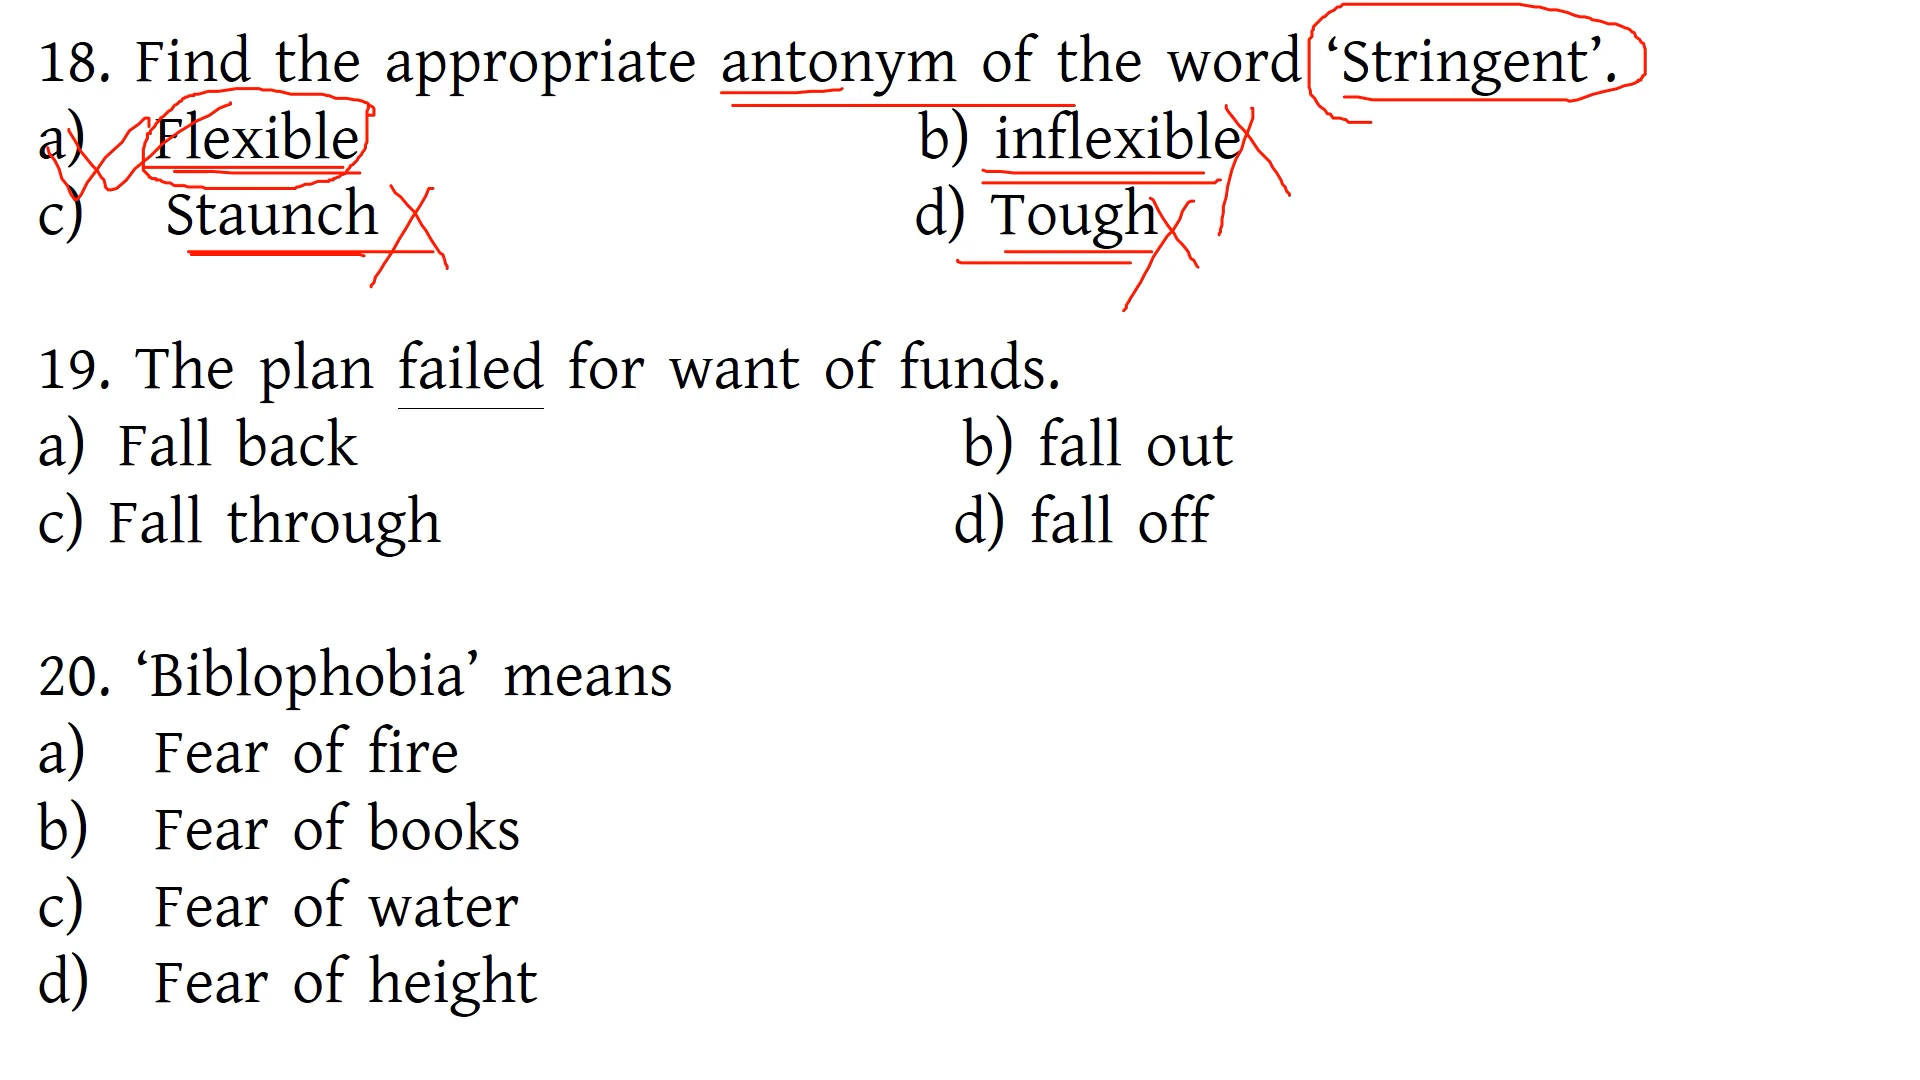 18. Find the appropriate antonym of the word ‘Stringent’.
a) Flexible b) inflexible
c) Staunch d) Tough
19. The plan failed for want of funds.
a) Fall back b) fall out
c) Fall through d) fall off
20. ‘Biblophobia’ means
a) Fear of fire
b) Fear of books
c) Fear of water
d) Fear of height